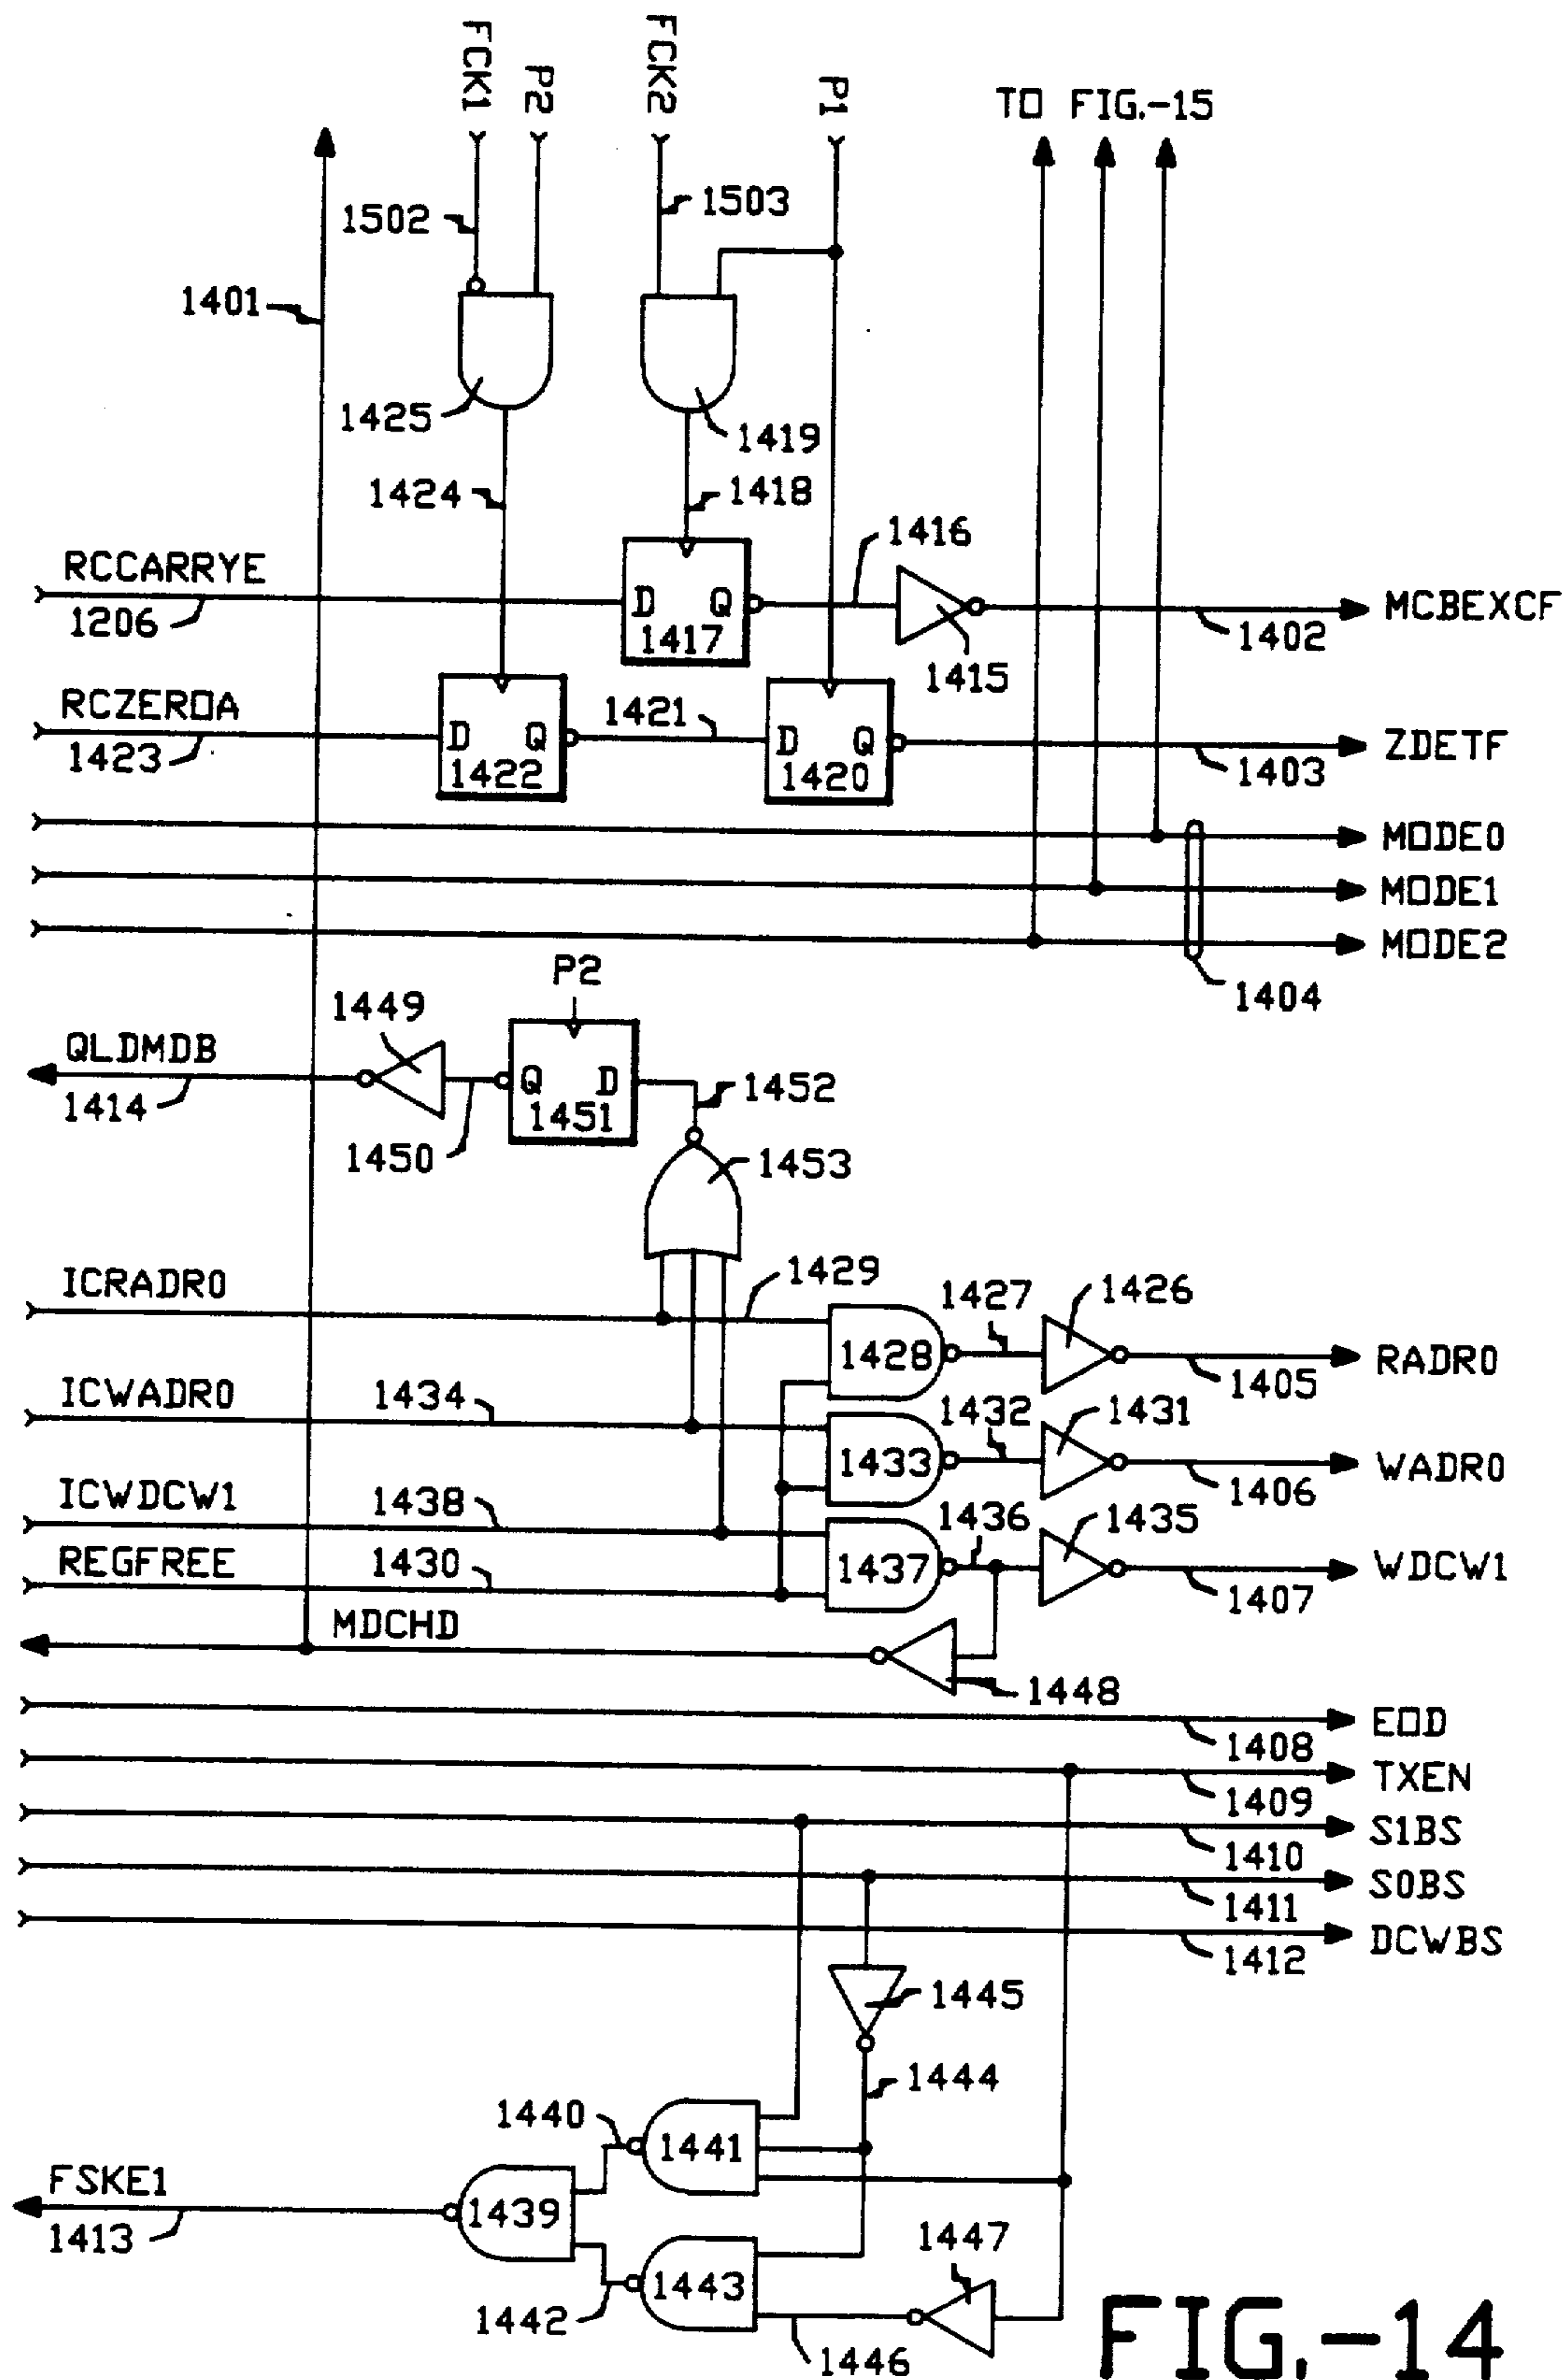 FCK1
P2
FCK2
P1
TO FIG.-15
1502
1503
1401
1425
1419
1424
1418
1416
RCCARRYE
1206
D Q
1417
1415
MCBEXCF
1402
RCZEROA
1423
D Q
1422
1421
D Q
1420
ZDETF
1403
MODE0
MODE1
MODE2
1404
P2
1449
QLDMDB
1414
1450
Q D
1451
1452
1453
ICRADR0
1429
1428
1427
1426
RADR0
1405
ICWADR0
1434
1433
1432
1431
WADR0
1406
ICWDCW1
1438
1437
1436
1435
WDCW1
1407
REGFREE
1430
MDCHD
1448
EOD
1408
TXEN
1409
S1BS
1410
S0BS
1411
DCWBS
1412
1445
1444
1440
1441
FSKE1
1413
1439
1442
1443
1447
1446
FIG.-14